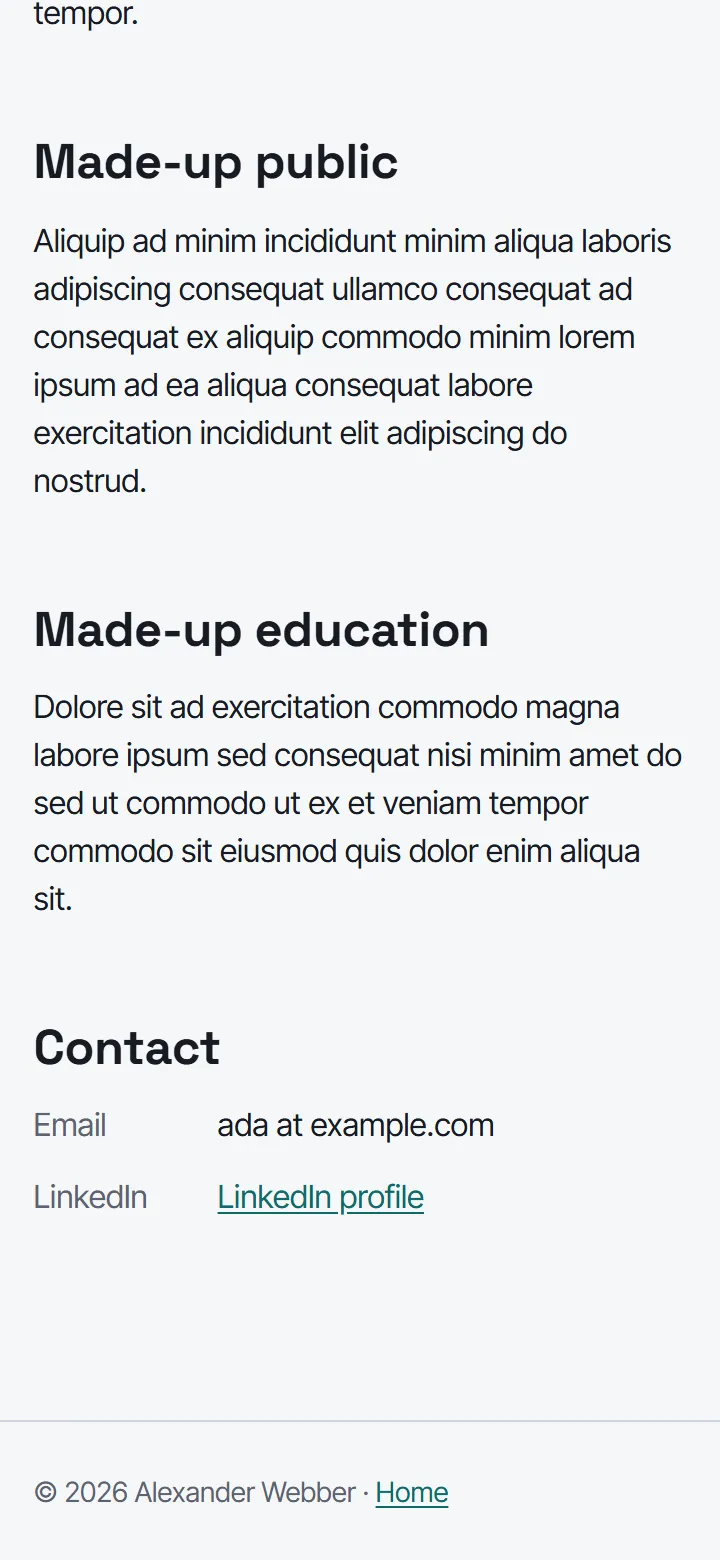 tempor.
Made-up public
Aliquip ad minim incididunt minim aliqua laboris
adipiscing consequat ullamco consequat ad
consequat ex aliquip commodo minim lorem
ipsum ad ea aliqua consequat labore
exercitation incididunt elit adipiscing do
nostrud.
Made-up education
Dolore sit ad exercitation commodo magna
labore ipsum sed consequat nisi minim amet do
sed ut commodo ut ex et veniam tempor
commodo sit eiusmod quis dolor enim aliqua
sit.
Contact
Email ada at example.com
LinkedIn LinkedIn profile
© 2026 Alexander Webber · Home